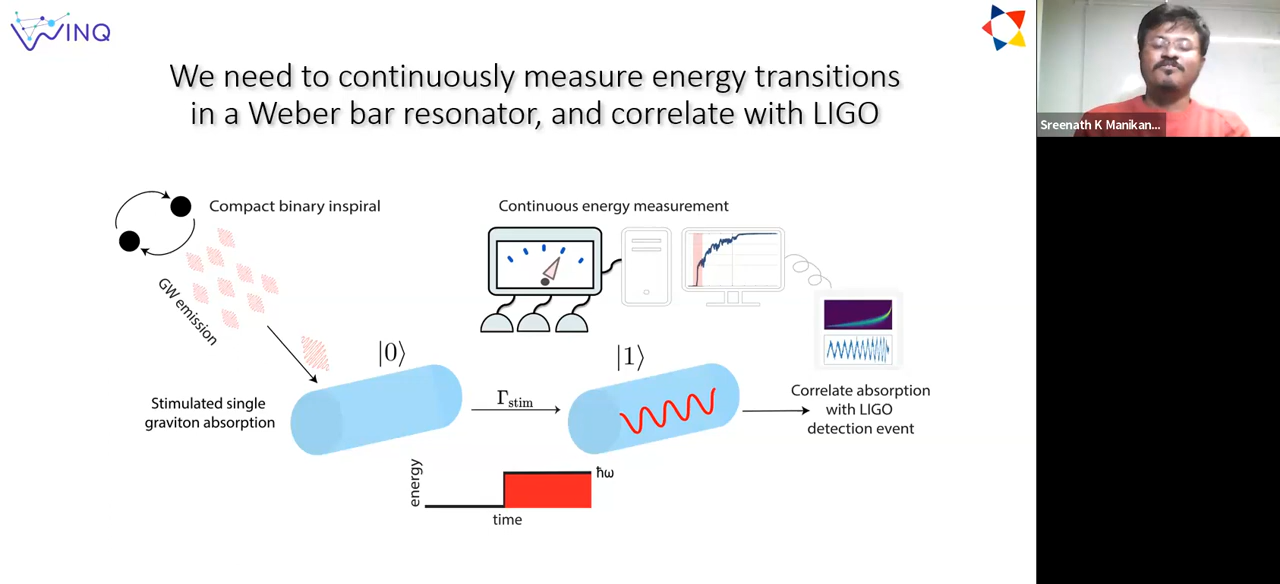 WINQ
We need to continuously measure energy transitions
in a Weber bar resonator, and correlate with LIGO
Sreenath K Manikan...
Compact binary inspiral
Continuous energy measurement
GW emission
|0⟩
|1⟩
Stimulated single
graviton absorption
Γstim
Correlate absorption
with LIGO
detection event
energy
ħω
time